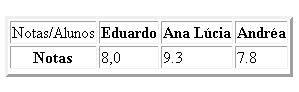 Notas/Alunos Eduardo Ana Lúcia Andréa
Notas 8,0 9.3 7.8